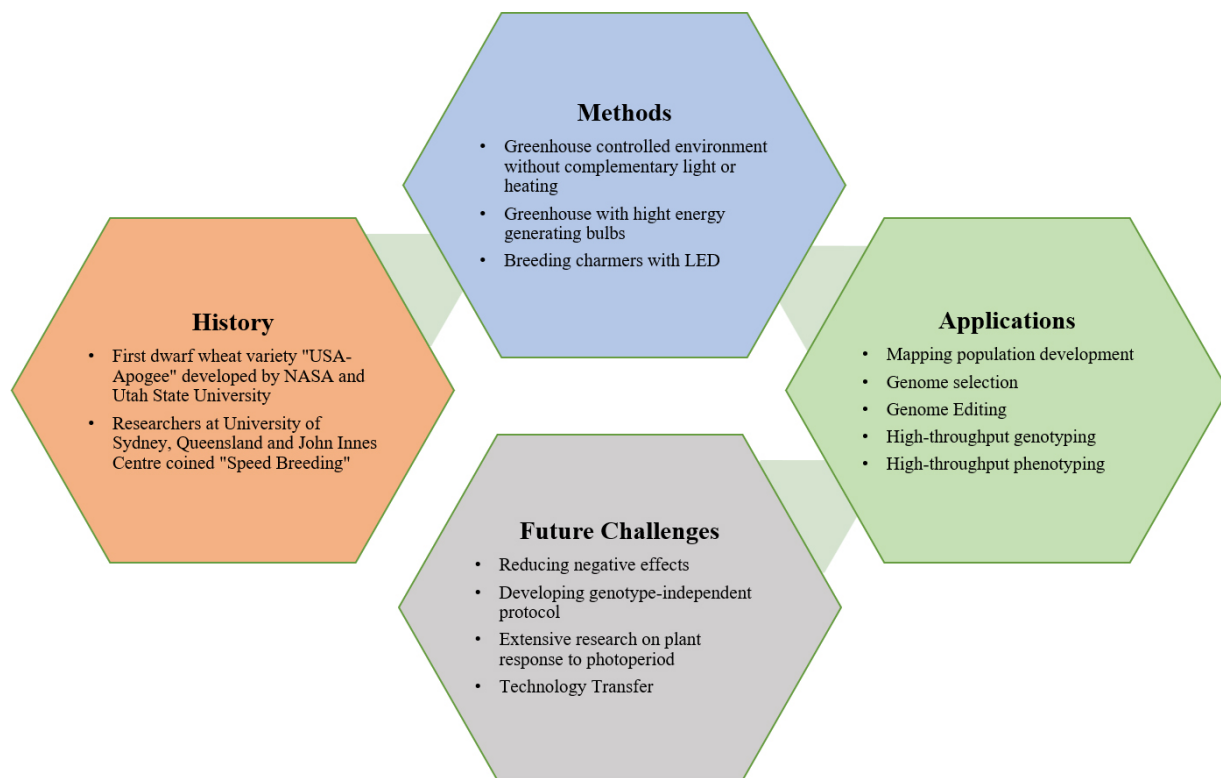 Methods
• Greenhouse controlled environment
without complementary light or
heating
• Greenhouse with hight energy
generating bulbs
• Breeding charmers with LED
History
• First dwarf wheat variety "USA-
Apogee" developed by NASA and
Utah State University
• Researchers at University of
Sydney, Queensland and John Innes
Centre coined "Speed Breeding"
Applications
• Mapping population development
• Genome selection
• Genome Editing
• High-throughput genotyping
• High-throughput phenotyping
Future Challenges
• Reducing negative effects
• Developing genotype-independent
protocol
• Extensive research on plant
response to photoperiod
• Technology Transfer